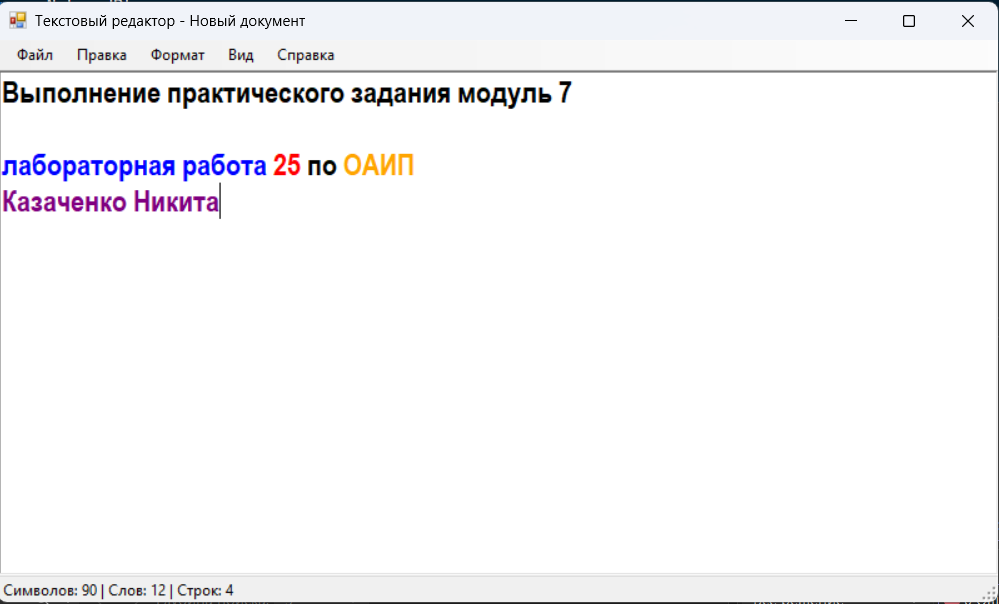 Текстовый редактор - Новый документ
Файл Правка Формат Вид Справка
Выполнение практического задания модуль 7
лабораторная работа 25 по ОАИП
Казаченко Никита
Символов: 90 | Слов: 12 | Строк: 4